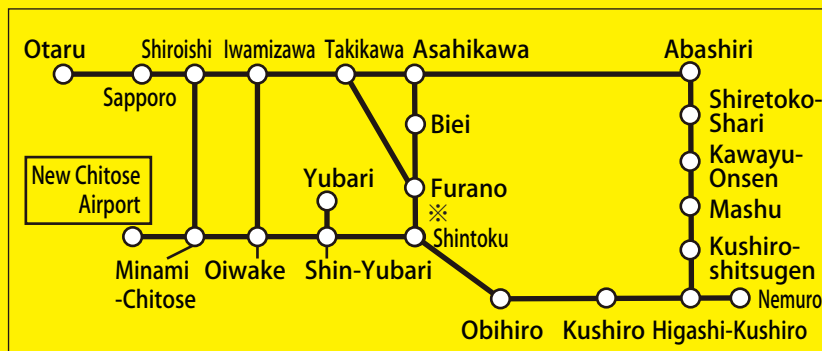 Otaru
Shiroishi
Iwamizawa
Takikawa
Asahikawa
Abashiri
Sapporo
Shiretoko-
Shari
Biei
Kawayu-
Onsen
New Chitose
Airport
Yubari
Furano
※
Mashu
Shintoku
Kushiro-
shitsugen
Minami
-Chitose
Oiwake
Shin-Yubari
Nemuro
Obihiro
Kushiro
Higashi-Kushiro